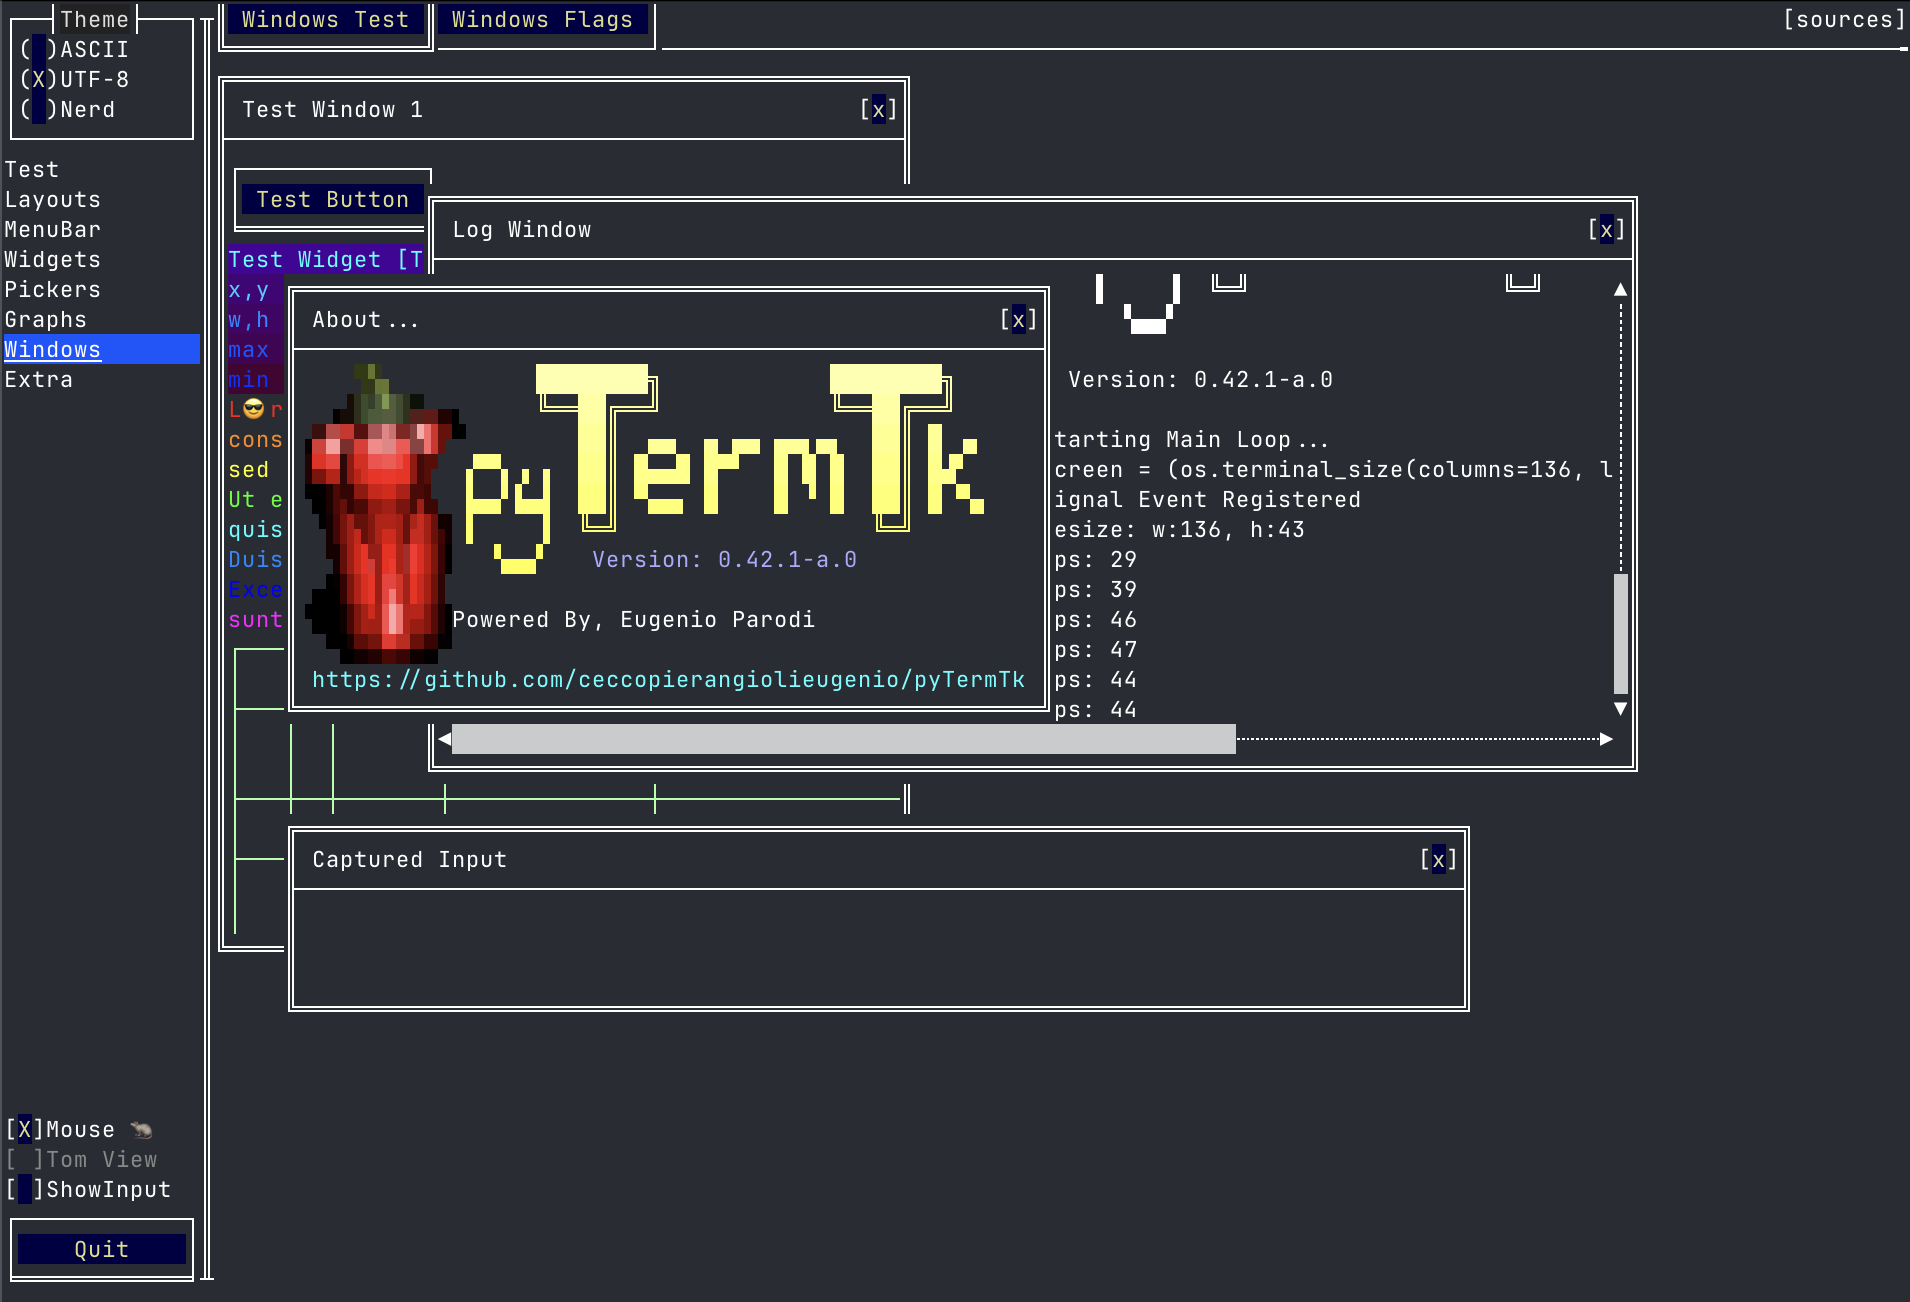 Theme
( )ASCII
(X)UTF-8
( )Nerd
Test
Layouts
MenuBar
Widgets
Pickers
Graphs
Windows
Extra
[X]Mouse
[ ]Tom View
[ ]ShowInput
Quit
Windows Test
Windows Flags
[sources]
Test Window 1
[x]
Test Button
Test Widget [T
x,y
w,h
max
min
L😎r
cons
sed
Ut e
quis
Duis
Exce
sunt
Log Window
[x]
Version: 0.42.1-a.0
tarting Main Loop...
creen = (os.terminal_size(columns=136, l
ignal Event Registered
esize: w:136, h:43
ps: 29
ps: 39
ps: 46
ps: 47
ps: 44
ps: 44
About...
[x]
pyTermTk
Version: 0.42.1-a.0
Powered By, Eugenio Parodi
https://github.com/ceccopierangiolieugenio/pyTermTk
Captured Input
[x]